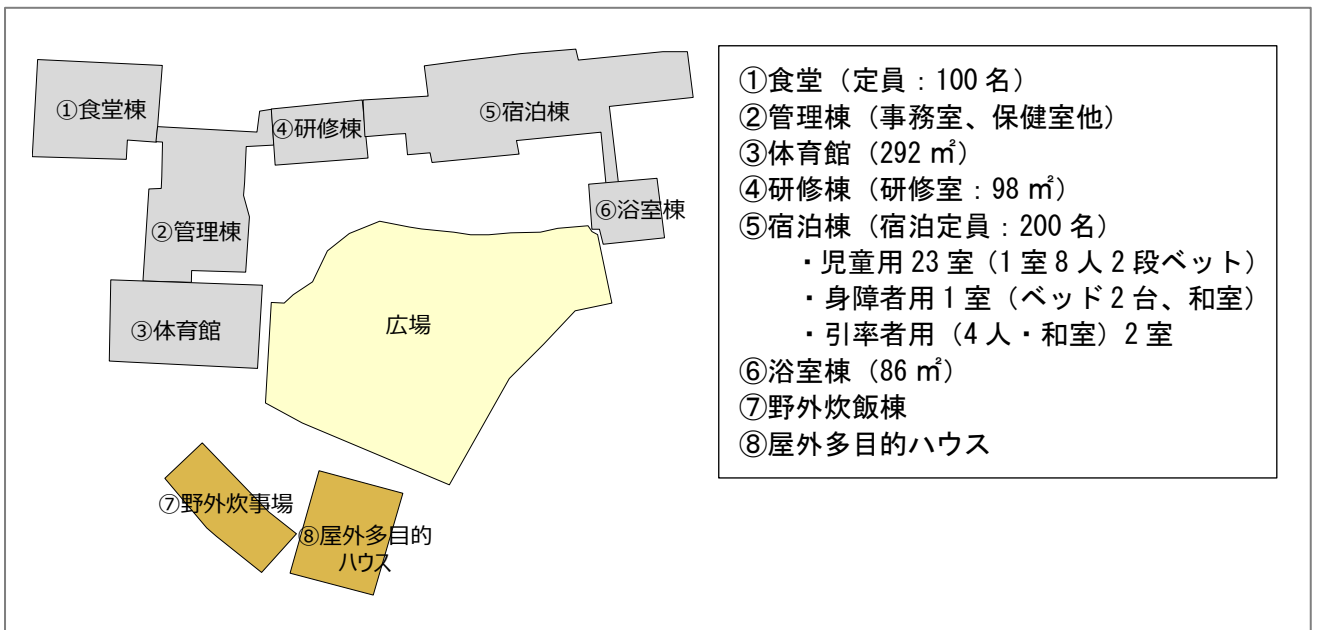 ①食堂棟
②管理棟
③体育館
④研修棟
⑤宿泊棟
⑥浴室棟
広場
⑦野外炊事場
⑧屋外多目的
ハウス
①食堂（定員：100 名）
②管理棟（事務室、保健室他）
③体育館（292 ㎡）
④研修棟（研修室：98 ㎡）
⑤宿泊棟（宿泊定員：200 名）
・児童用 23 室（1 室 8 人 2 段ベット）
・身障者用 1 室（ベッド 2 台、和室）
・引率者用（4 人・和室）2 室
⑥浴室棟（86 ㎡）
⑦野外炊飯棟
⑧屋外多目的ハウス